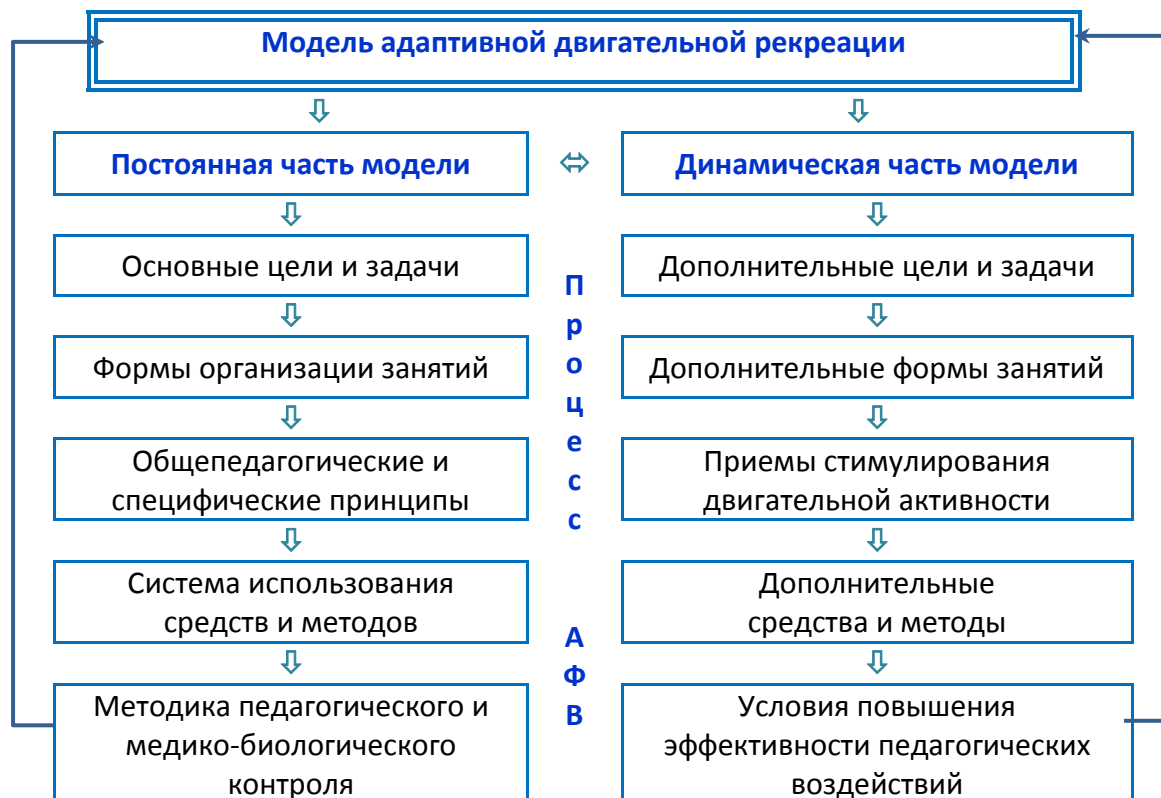 Модель адаптивной двигательной рекреации
Постоянная часть модели
Динамическая часть модели
Основные цели и задачи
Дополнительные цели и задачи
Формы организации занятий
Дополнительные формы занятий
Общепедагогические и
специфические принципы
Приемы стимулирования
двигательной активности
Система использования
средств и методов
Дополнительные
средства и методы
Методика педагогического и
медико-биологического
контроля
Условия повышения
эффективности педагогических
воздействий
Процесс
АФВ